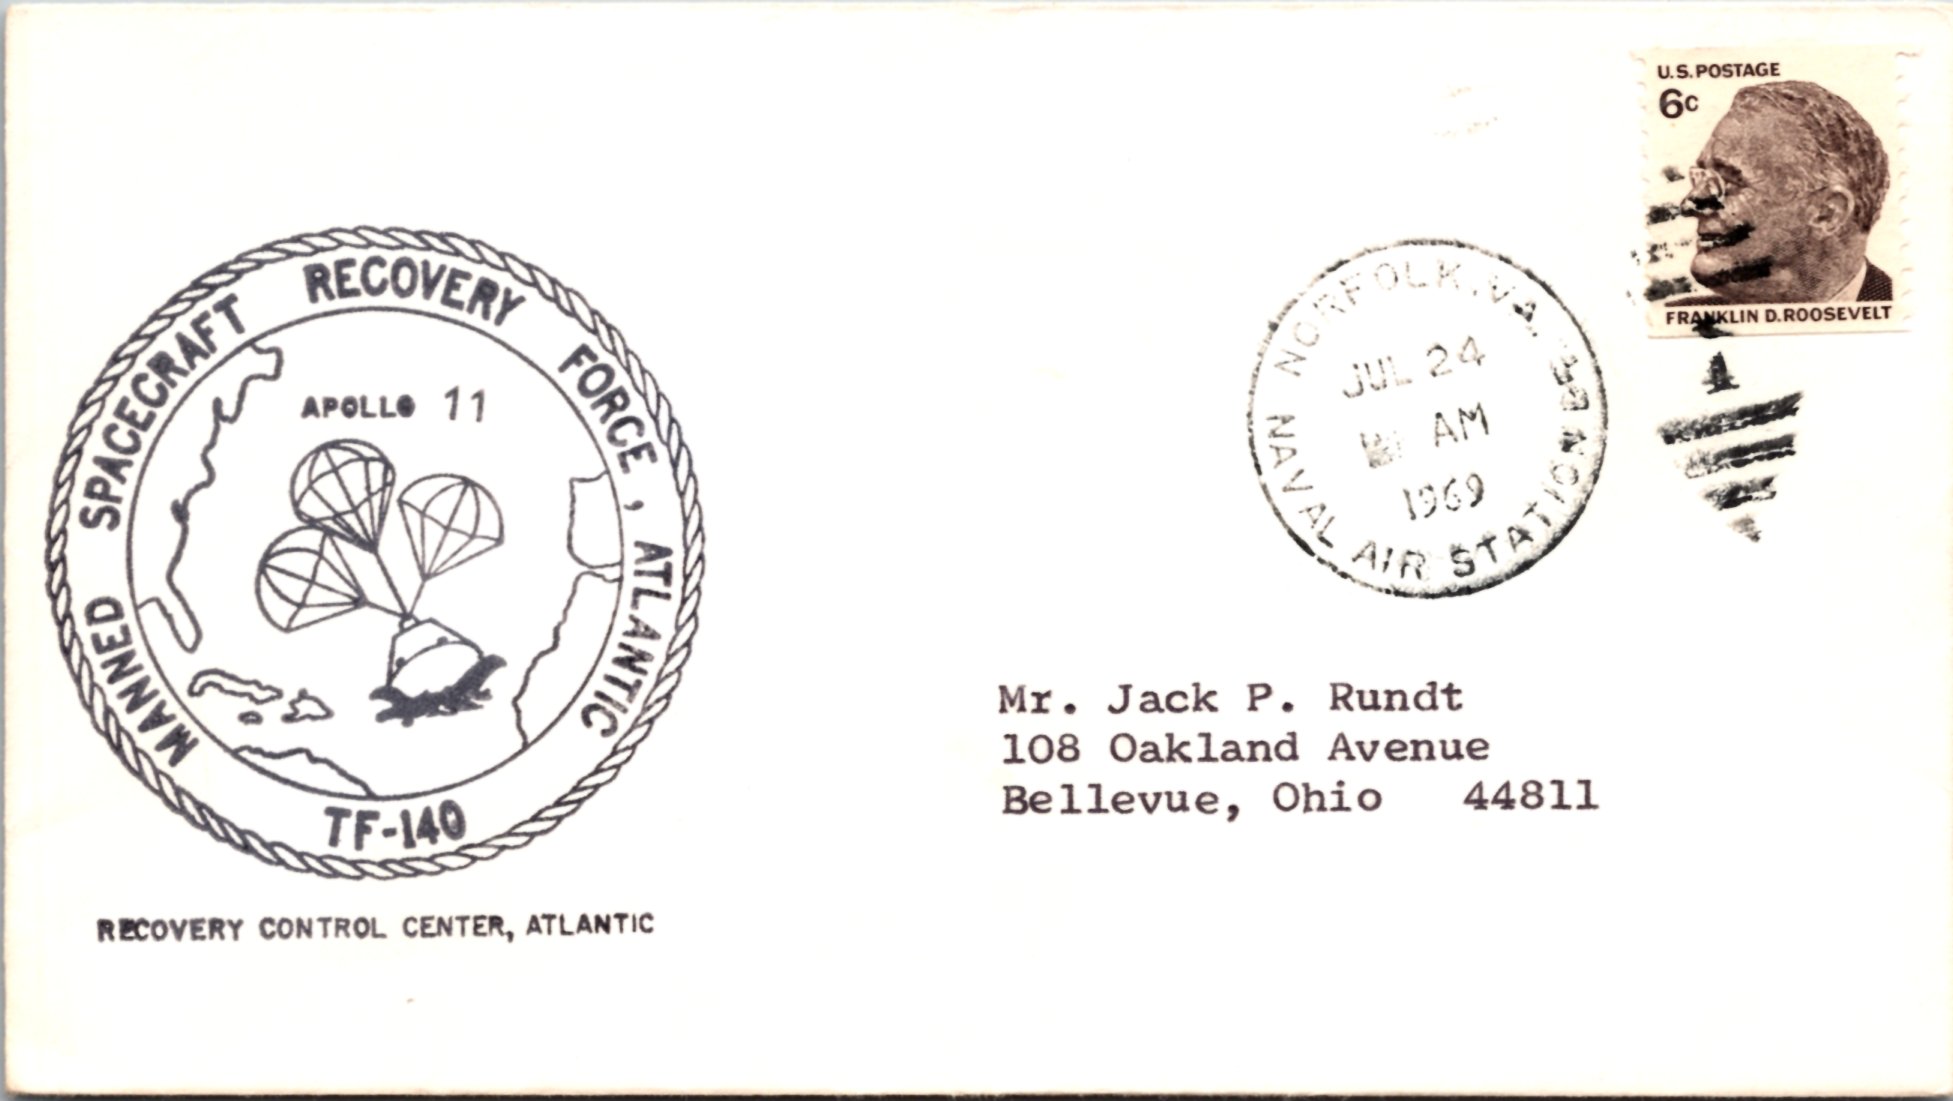 U.S. POSTAGE
6c
FRANKLIN D. ROOSEVELT
NORFOLK, VA.
NAVAL AIR STATION
JUL 24
AM
1969
MANNED SPACECRAFT RECOVERY FORCE, ATLANTIC
APOLLO 11
TF-140
RECOVERY CONTROL CENTER, ATLANTIC
Mr. Jack P. Rundt
108 Oakland Avenue
Bellevue, Ohio 44811